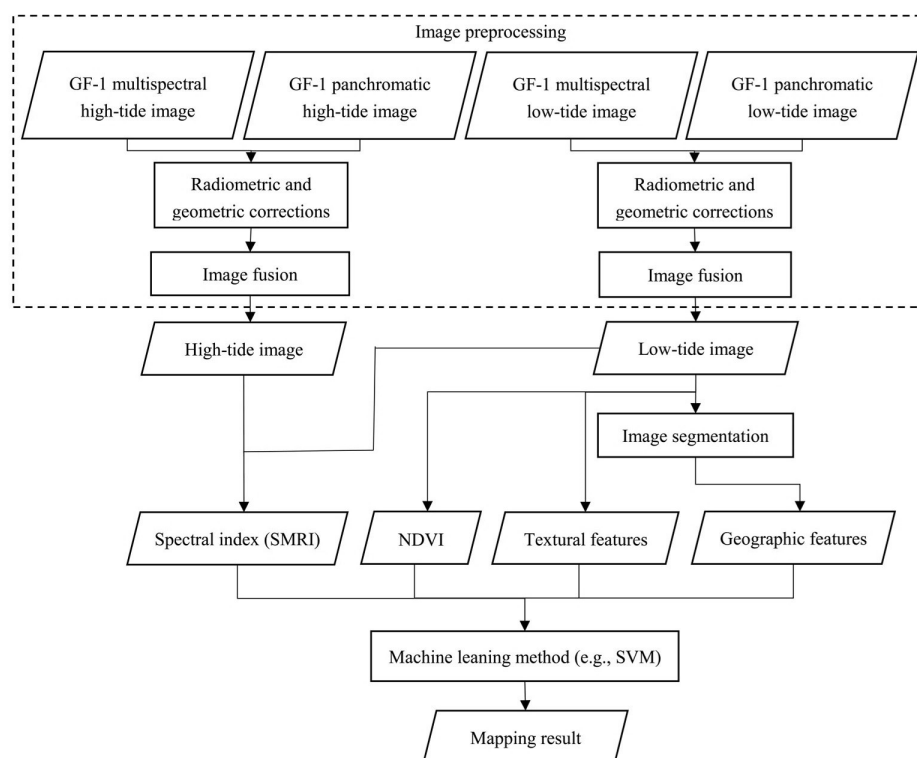 Image preprocessing
GF-1 multispectral
high-tide image
GF-1 panchromatic
high-tide image
GF-1 multispectral
low-tide image
GF-1 panchromatic
low-tide image
Radiometric and
geometric corrections
Radiometric and
geometric corrections
Image fusion
Image fusion
High-tide image
Low-tide image
Image segmentation
Spectral index (SMRI)
NDVI
Textural features
Geographic features
Machine leaning method (e.g., SVM)
Mapping result